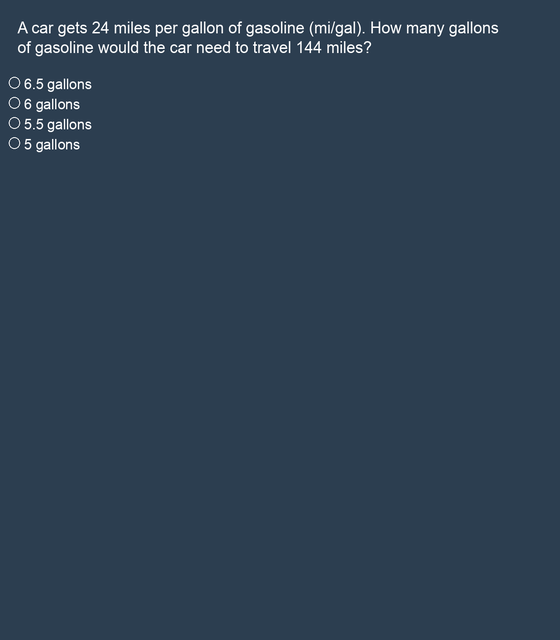 A car gets 24 miles per gallon of gasoline (mi/gal). How many gallons
of gasoline would the car need to travel 144 miles?
6.5 gallons
6 gallons
5.5 gallons
5 gallons